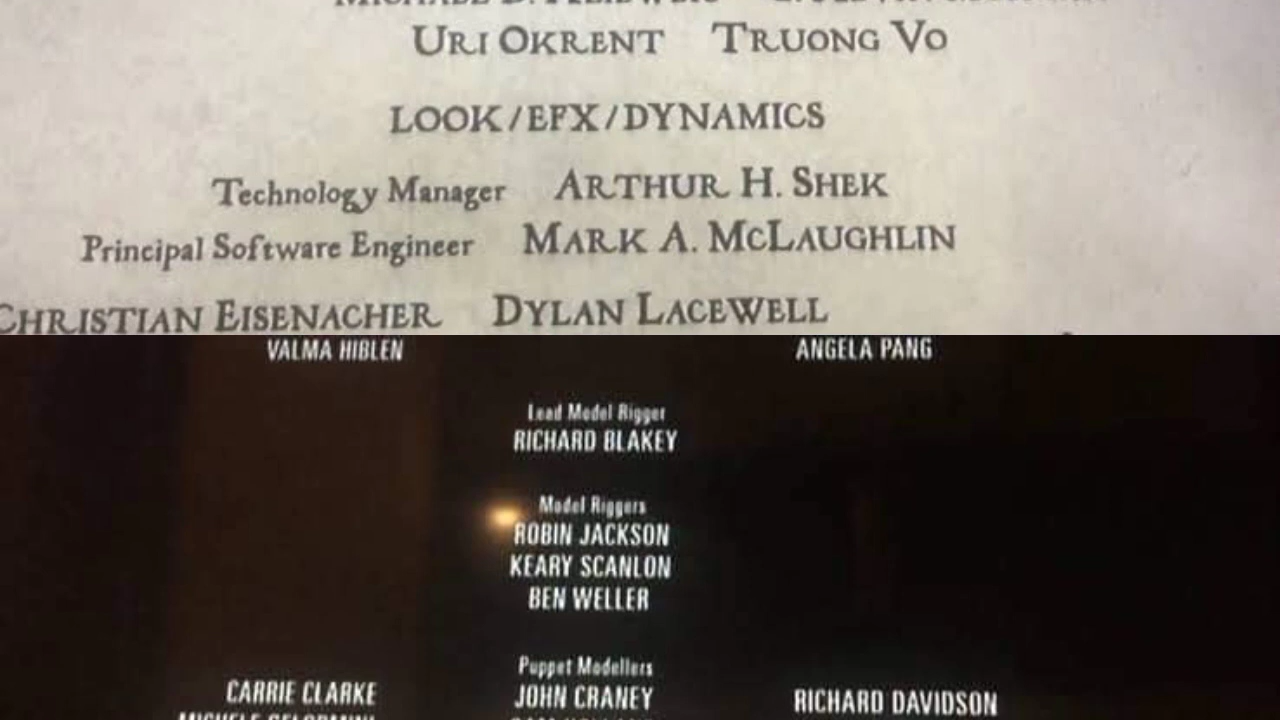 URI OKRENT TRUONG VO
LOOK/EFX/DYNAMICS
Technology Manager ARTHUR H. SHEK
Principal Software Engineer MARK A. MCLAUGHLIN
CHRISTIAN EISENACHER DYLAN LACEWELL
VALMA HIBLEN ANGELA PANG
Lead Model Rigger
RICHARD BLAKEY
Model Riggers
ROBIN JACKSON
KEARY SCANLON
BEN WELLER
Puppet Modellers
CARRIE CLARKE JOHN CRANEY RICHARD DAVIDSON